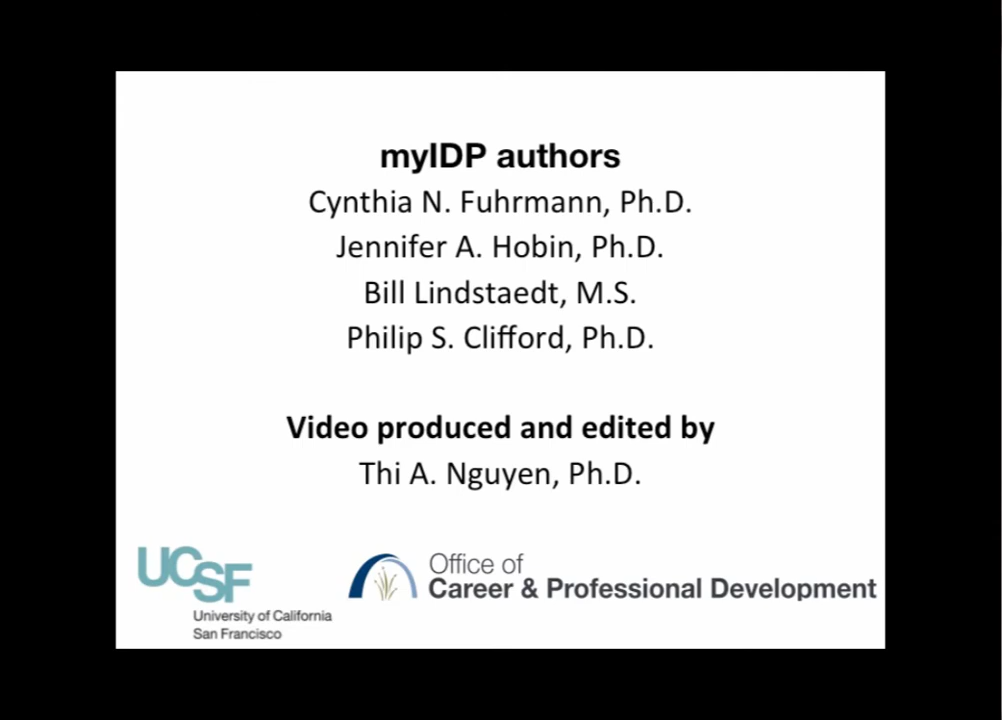 myIDP authors
Cynthia N. Fuhrmann, Ph.D.
Jennifer A. Hobin, Ph.D.
Bill Lindstaedt, M.S.
Philip S. Clifford, Ph.D.
Video produced and edited by
Thi A. Nguyen, Ph.D.
UCSF
University of California
San Francisco
Office of
Career & Professional Development